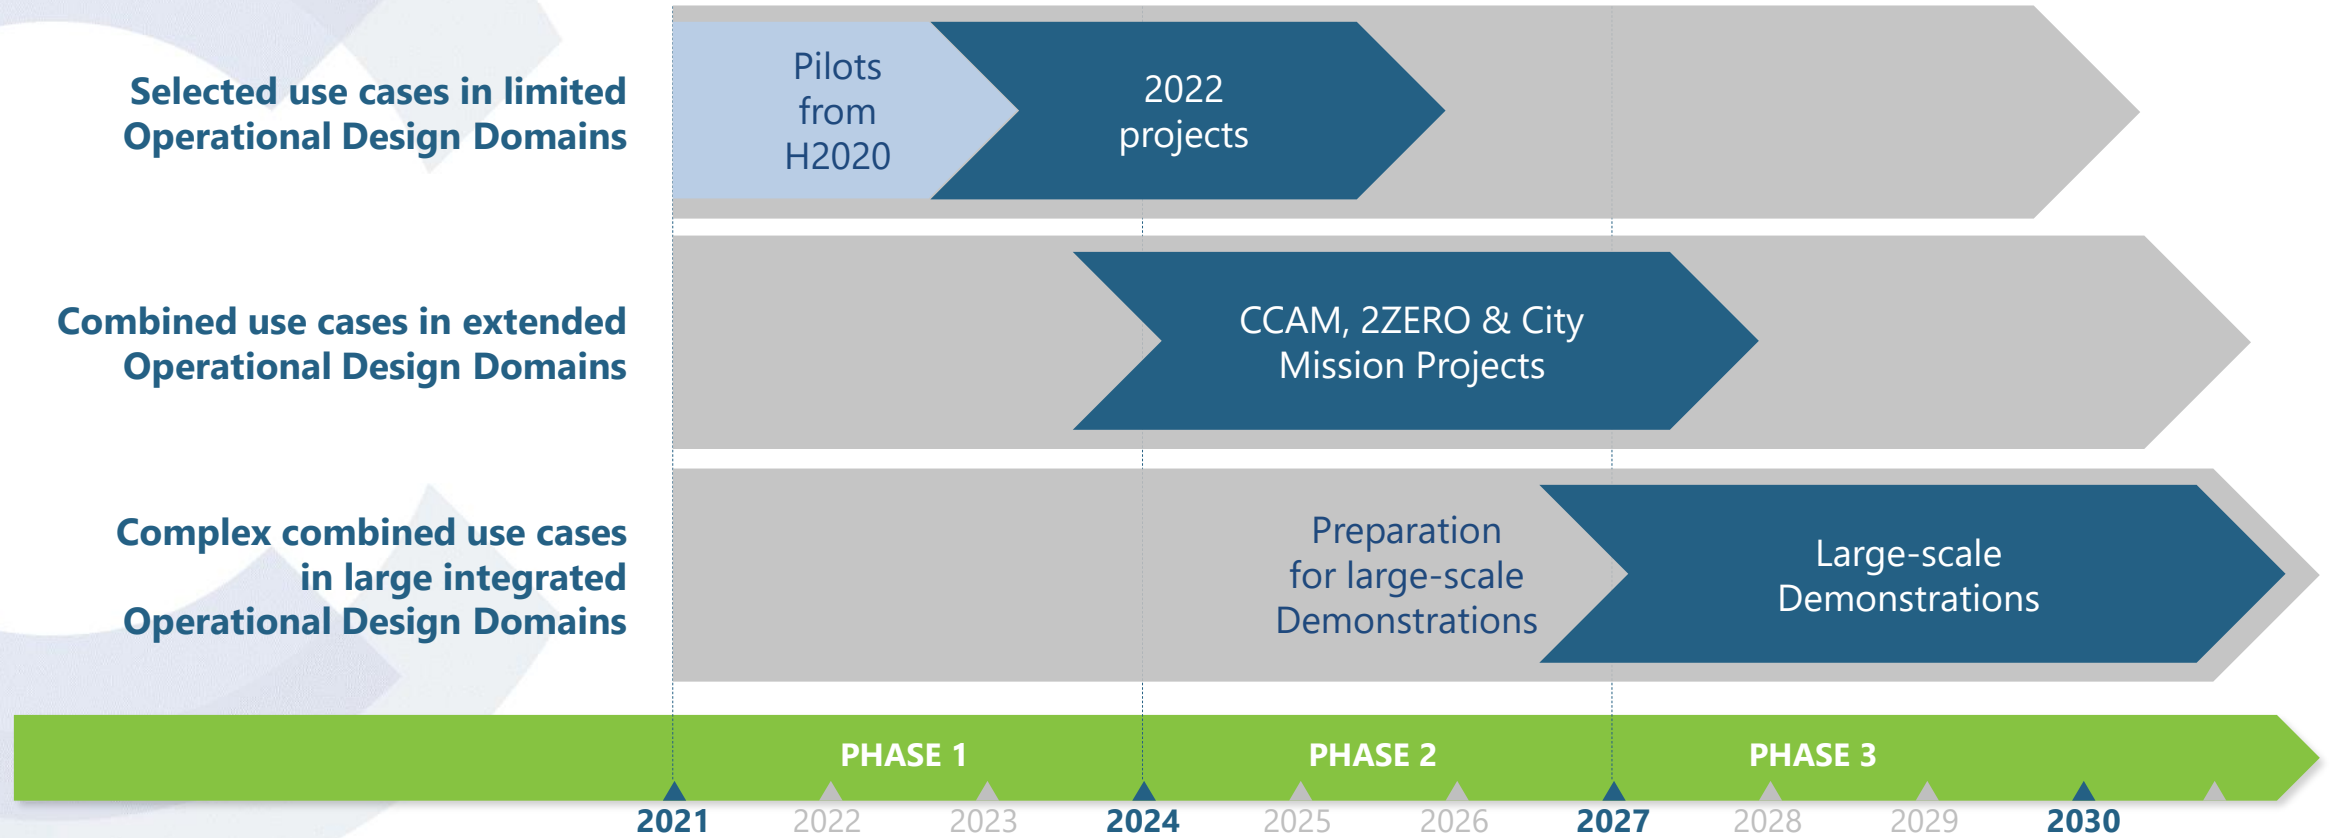 Selected use cases in limited
Operational Design Domains
Pilots
from
H2020
2022
projects
Combined use cases in extended
Operational Design Domains
CCAM, 2ZERO & City
Mission Projects
Complex combined use cases
in large integrated
Operational Design Domains
Preparation
for large-scale
Demonstrations
Large-scale
Demonstrations
PHASE 1 PHASE 2 PHASE 3
2021 2022 2023 2024 2025 2026 2027 2028 2029 2030